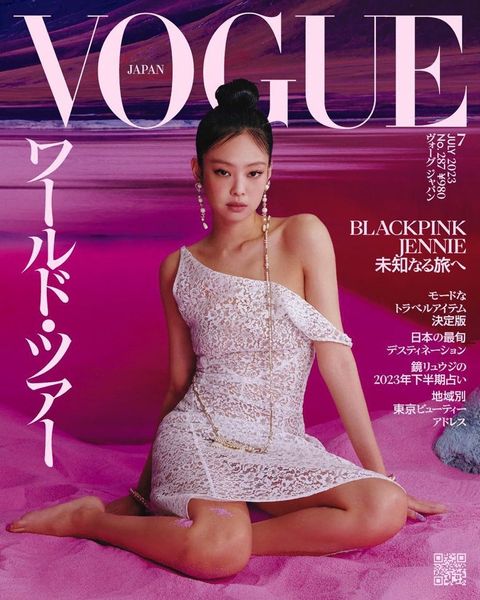 VOGUE
JAPAN
ワールド・ツアー
7
JULY 2023
No. 287 ¥980
ヴォーグ ジャパン
BLACKPINK
JENNIE
未知なる旅へ
モードな
トラベルアイテム
決定版
日本の最旬
デスティネーション
鏡リュウジの
2023年下半期占い
地域別
東京ビューティー
アドレス